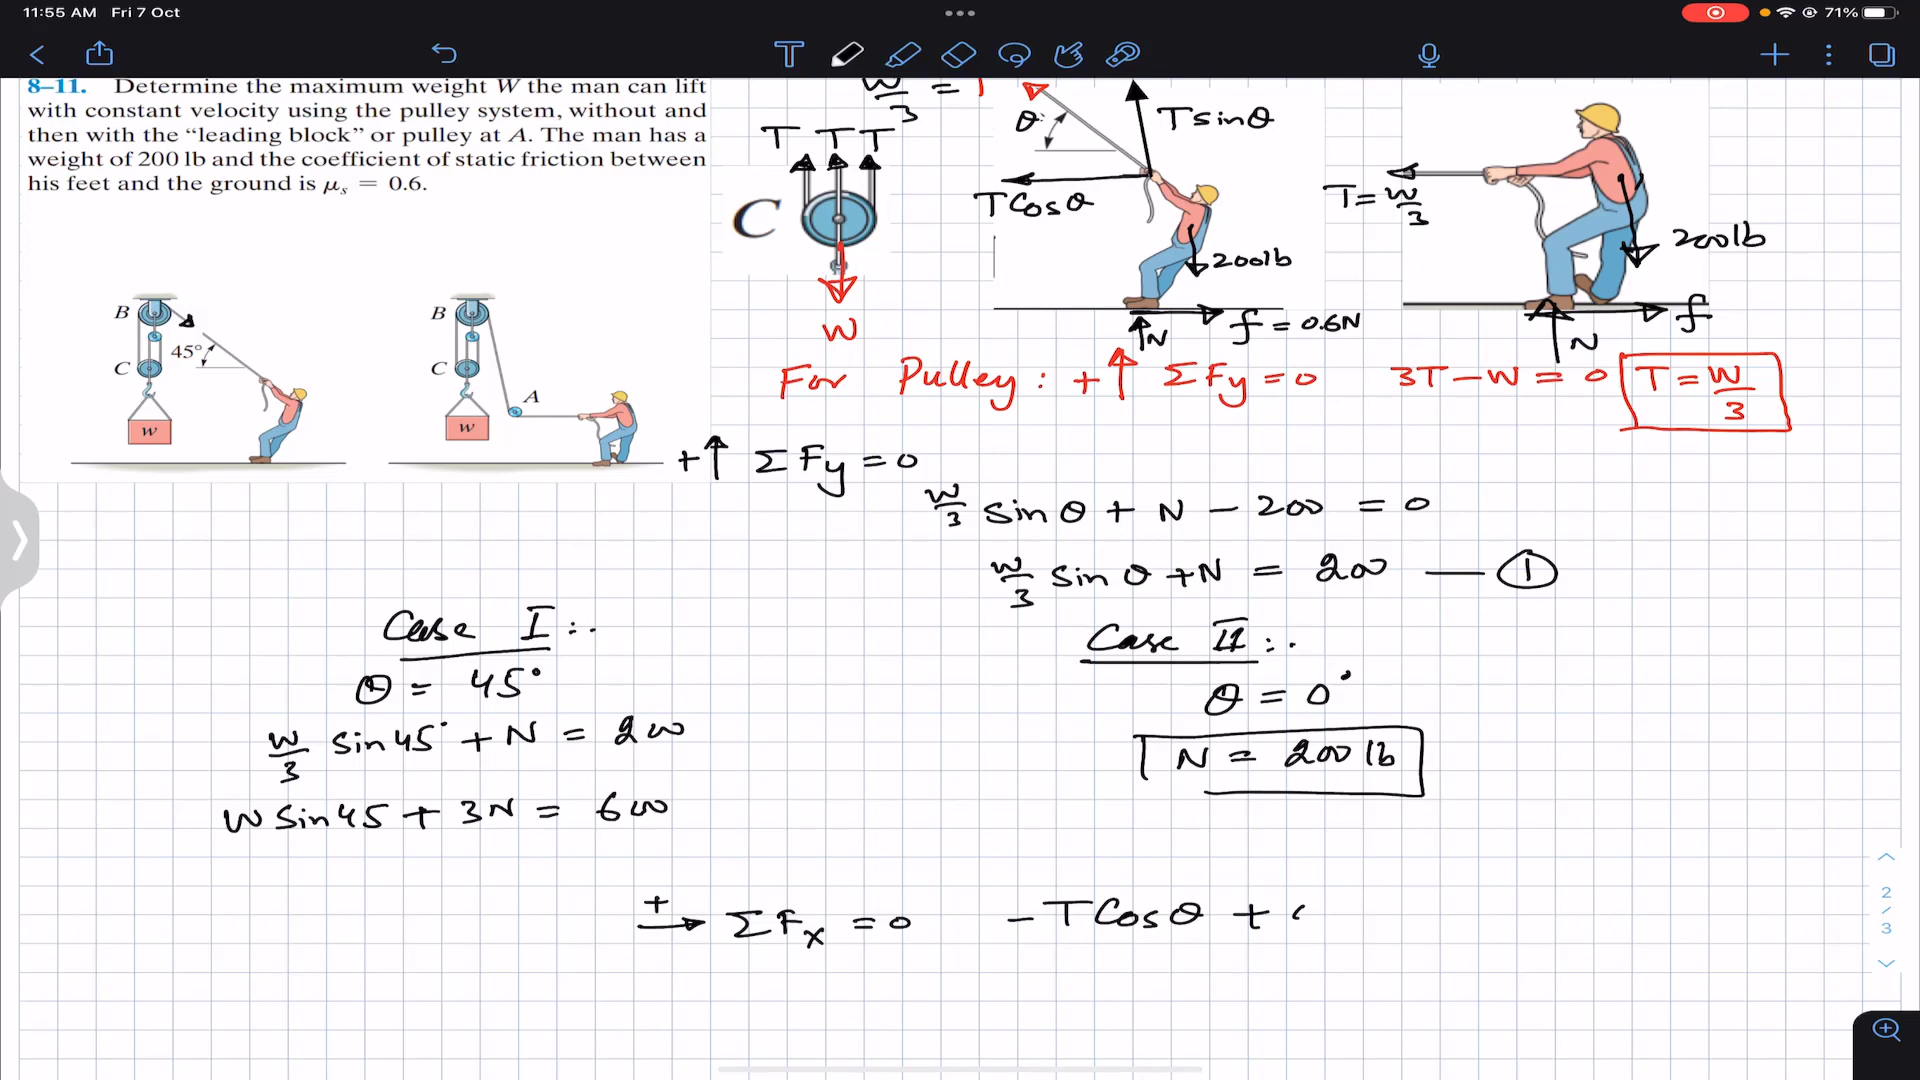 11:55 AM Fri 7 Oct
71%
8–11. Determine the maximum weight W the man can lift
with constant velocity using the pulley system, without and
then with the “leading block” or pulley at A. The man has a
weight of 200 lb and the coefficient of static friction between
his feet and the ground is μs = 0.6.
B
45°
C
W
B
C
A
W
W/3 =
T T T
C
W
θ
T sinθ
T Cosθ
200lb
f = 0.6N
N
T = W/3
200lb
f
N
For Pulley: +↑ ΣFy = 0 3T – W = 0 T = W/3
+↑ ΣFy = 0
W/3 sin θ + N – 200 = 0
W/3 sin θ + N = 200 — ①
Case I :.
θ = 45°
W/3 sin 45° + N = 200
W Sin 45 + 3N = 600
Case II :.
θ = 0°
N = 200 lb
+→ ΣFx = 0 – T Cosθ +
2/3